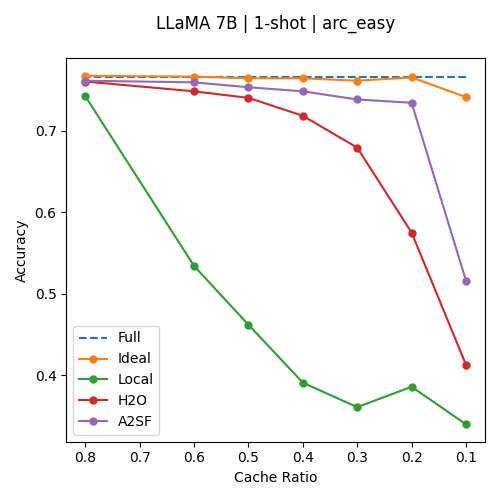 LLaMA 7B | 1-shot | arc_easy
Accuracy
0.7
0.6
0.5
0.4
Full
Ideal
Local
H2O
A2SF
0.8 0.7 0.6 0.5 0.4 0.3 0.2 0.1
Cache Ratio